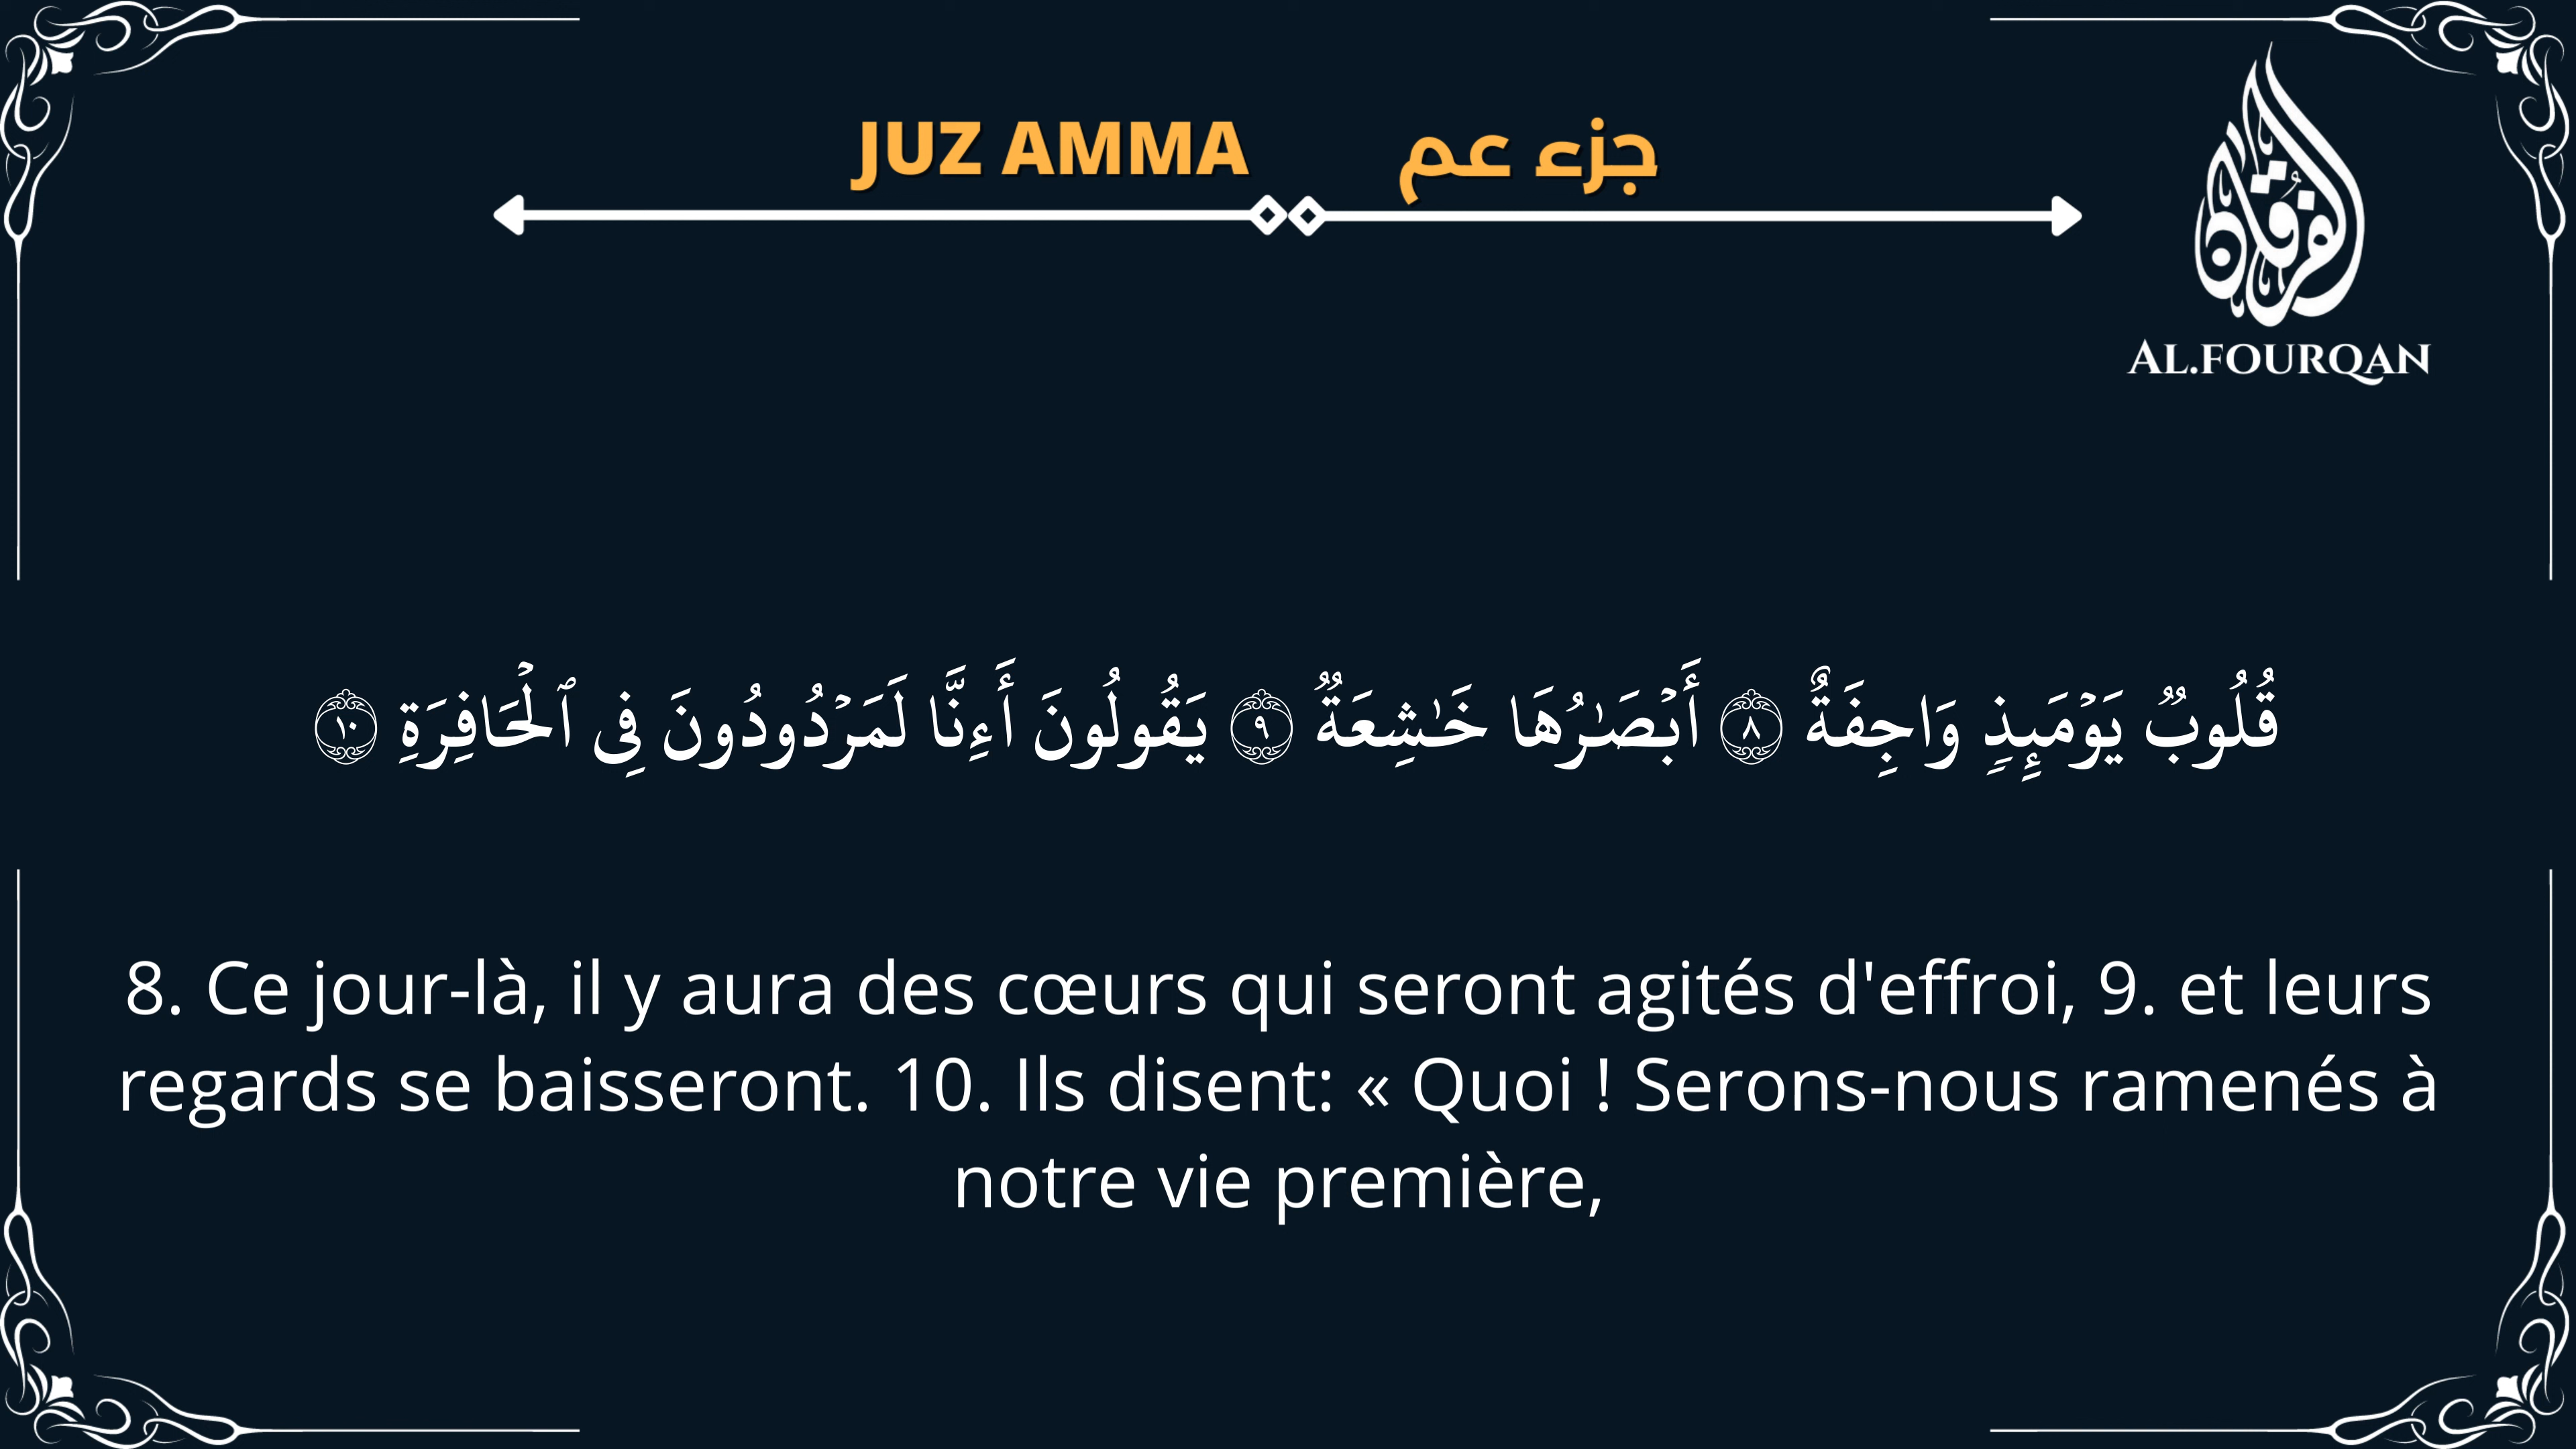 JUZ AMMA جزء عم
الفرقان
AL.FOURQAN
قُلُوبٌ يَوْمَئِذٍ وَاجِفَةٌ ٨ أَبْصَـٰرُهَا خَـٰشِعَةٌ ٩ يَقُولُونَ أَءِنَّا لَمَرْدُودُونَ فِى ٱلْحَافِرَةِ ١٠
8. Ce jour-là, il y aura des cœurs qui seront agités d'effroi, 9. et leurs
regards se baisseront. 10. Ils disent: « Quoi ! Serons-nous ramenés à
notre vie première,